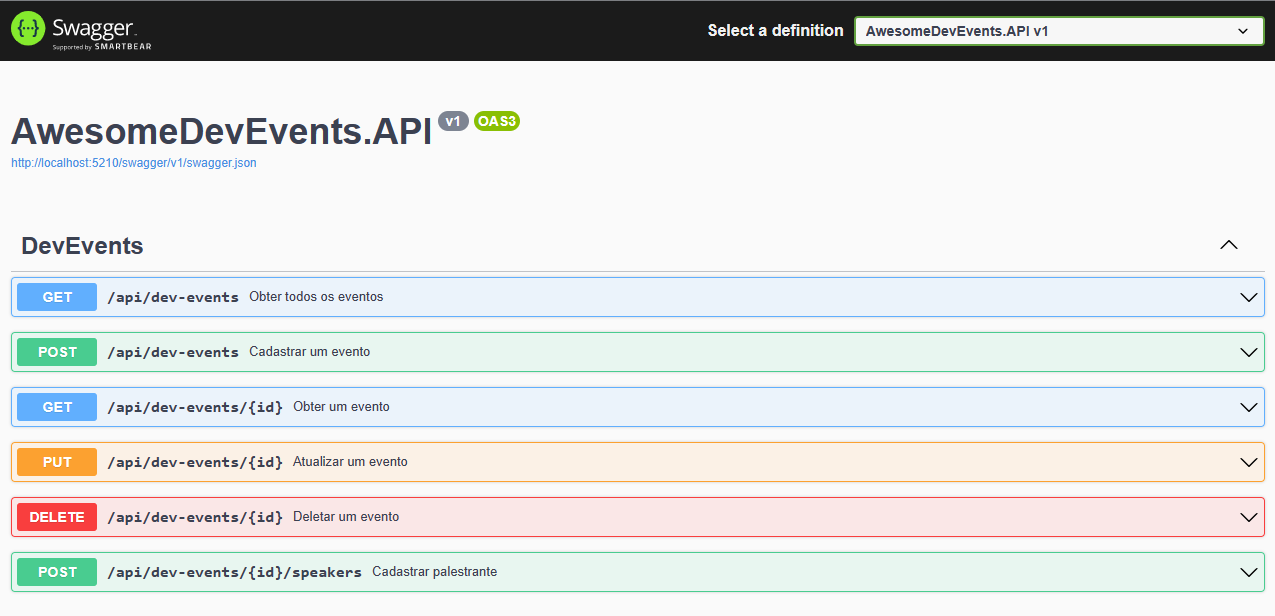 Swagger
Supported by SMARTBEAR
Select a definition
AwesomeDevEvents.API v1
AwesomeDevEvents.API v1 OAS3
http://localhost:5210/swagger/v1/swagger.json
DevEvents
GET /api/dev-events Obter todos os eventos
POST /api/dev-events Cadastrar um evento
GET /api/dev-events/{id} Obter um evento
PUT /api/dev-events/{id} Atualizar um evento
DELETE /api/dev-events/{id} Deletar um evento
POST /api/dev-events/{id}/speakers Cadastrar palestrante